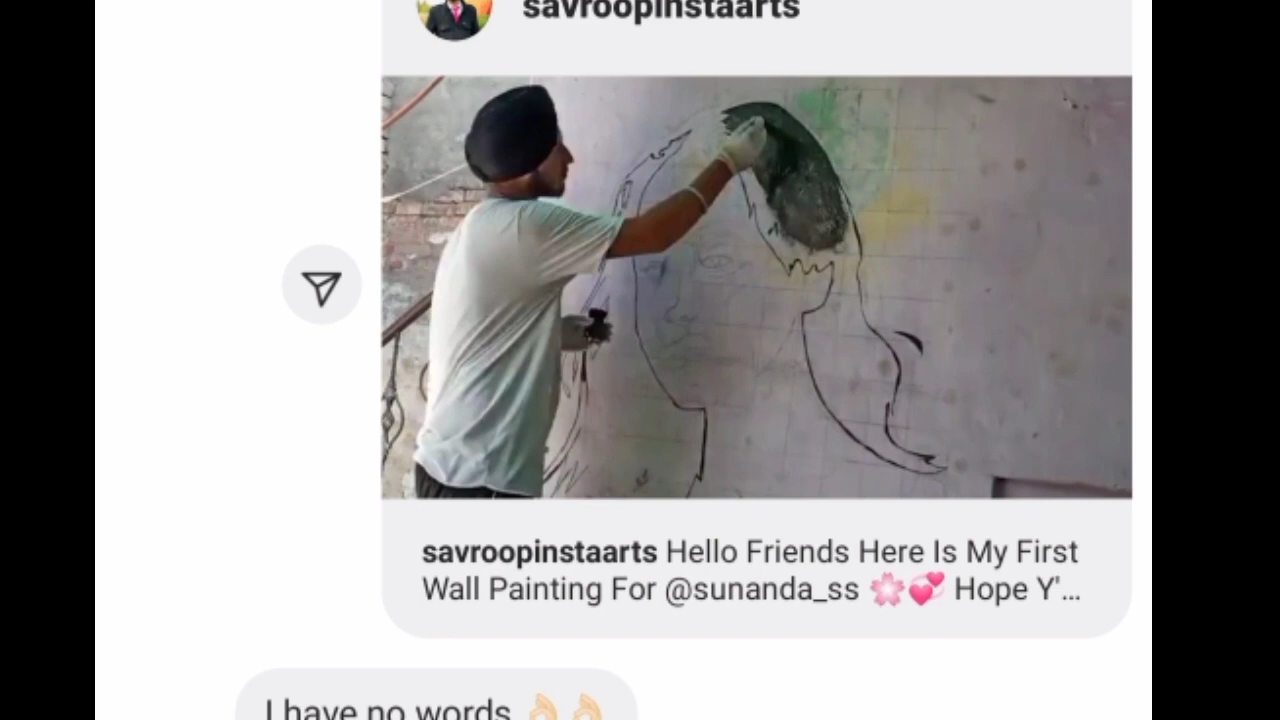 savroopinstaarts
savroopinstaarts Hello Friends Here Is My First
Wall Painting For @sunanda_ss 🌸💞 Hope Y'...
I have no words 👌🏻👌🏻